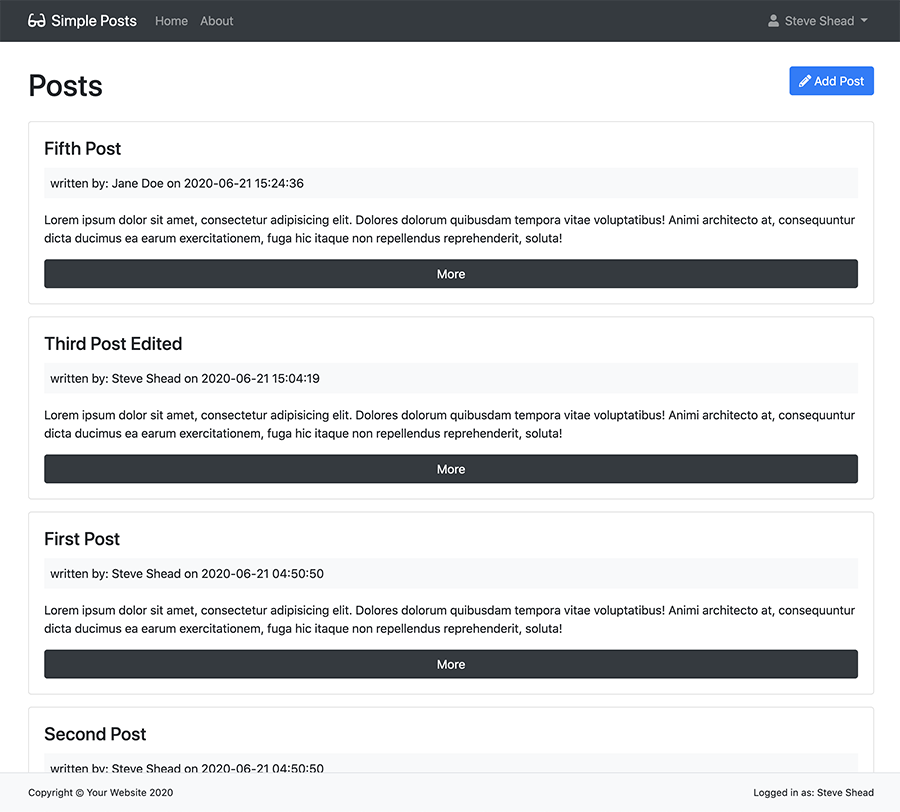 Simple Posts Home About Steve Shead
Posts
Add Post
Fifth Post
written by: Jane Doe on 2020-06-21 15:24:36
Lorem ipsum dolor sit amet, consectetur adipisicing elit. Dolores dolorum quibusdam tempora vitae voluptatibus! Animi architecto at, consequuntur
dicta ducimus ea earum exercitationem, fuga hic itaque non repellendus reprehenderit, soluta!
More
Third Post Edited
written by: Steve Shead on 2020-06-21 15:04:19
Lorem ipsum dolor sit amet, consectetur adipisicing elit. Dolores dolorum quibusdam tempora vitae voluptatibus! Animi architecto at, consequuntur
dicta ducimus ea earum exercitationem, fuga hic itaque non repellendus reprehenderit, soluta!
More
First Post
written by: Steve Shead on 2020-06-21 04:50:50
Lorem ipsum dolor sit amet, consectetur adipisicing elit. Dolores dolorum quibusdam tempora vitae voluptatibus! Animi architecto at, consequuntur
dicta ducimus ea earum exercitationem, fuga hic itaque non repellendus reprehenderit, soluta!
More
Second Post
written by: Steve Shead on 2020-06-21 04:50:50
Copyright © Your Website 2020
Logged in as: Steve Shead